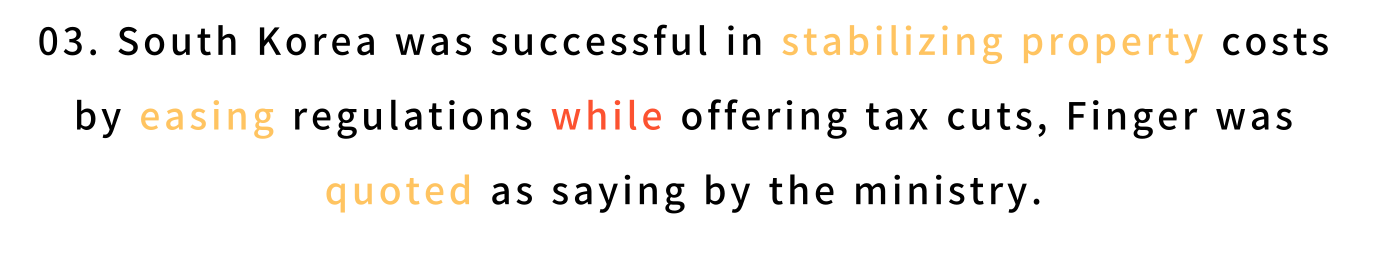 03. South Korea was successful in stabilizing property costs
by easing regulations while offering tax cuts, Finger was
quoted as saying by the ministry.